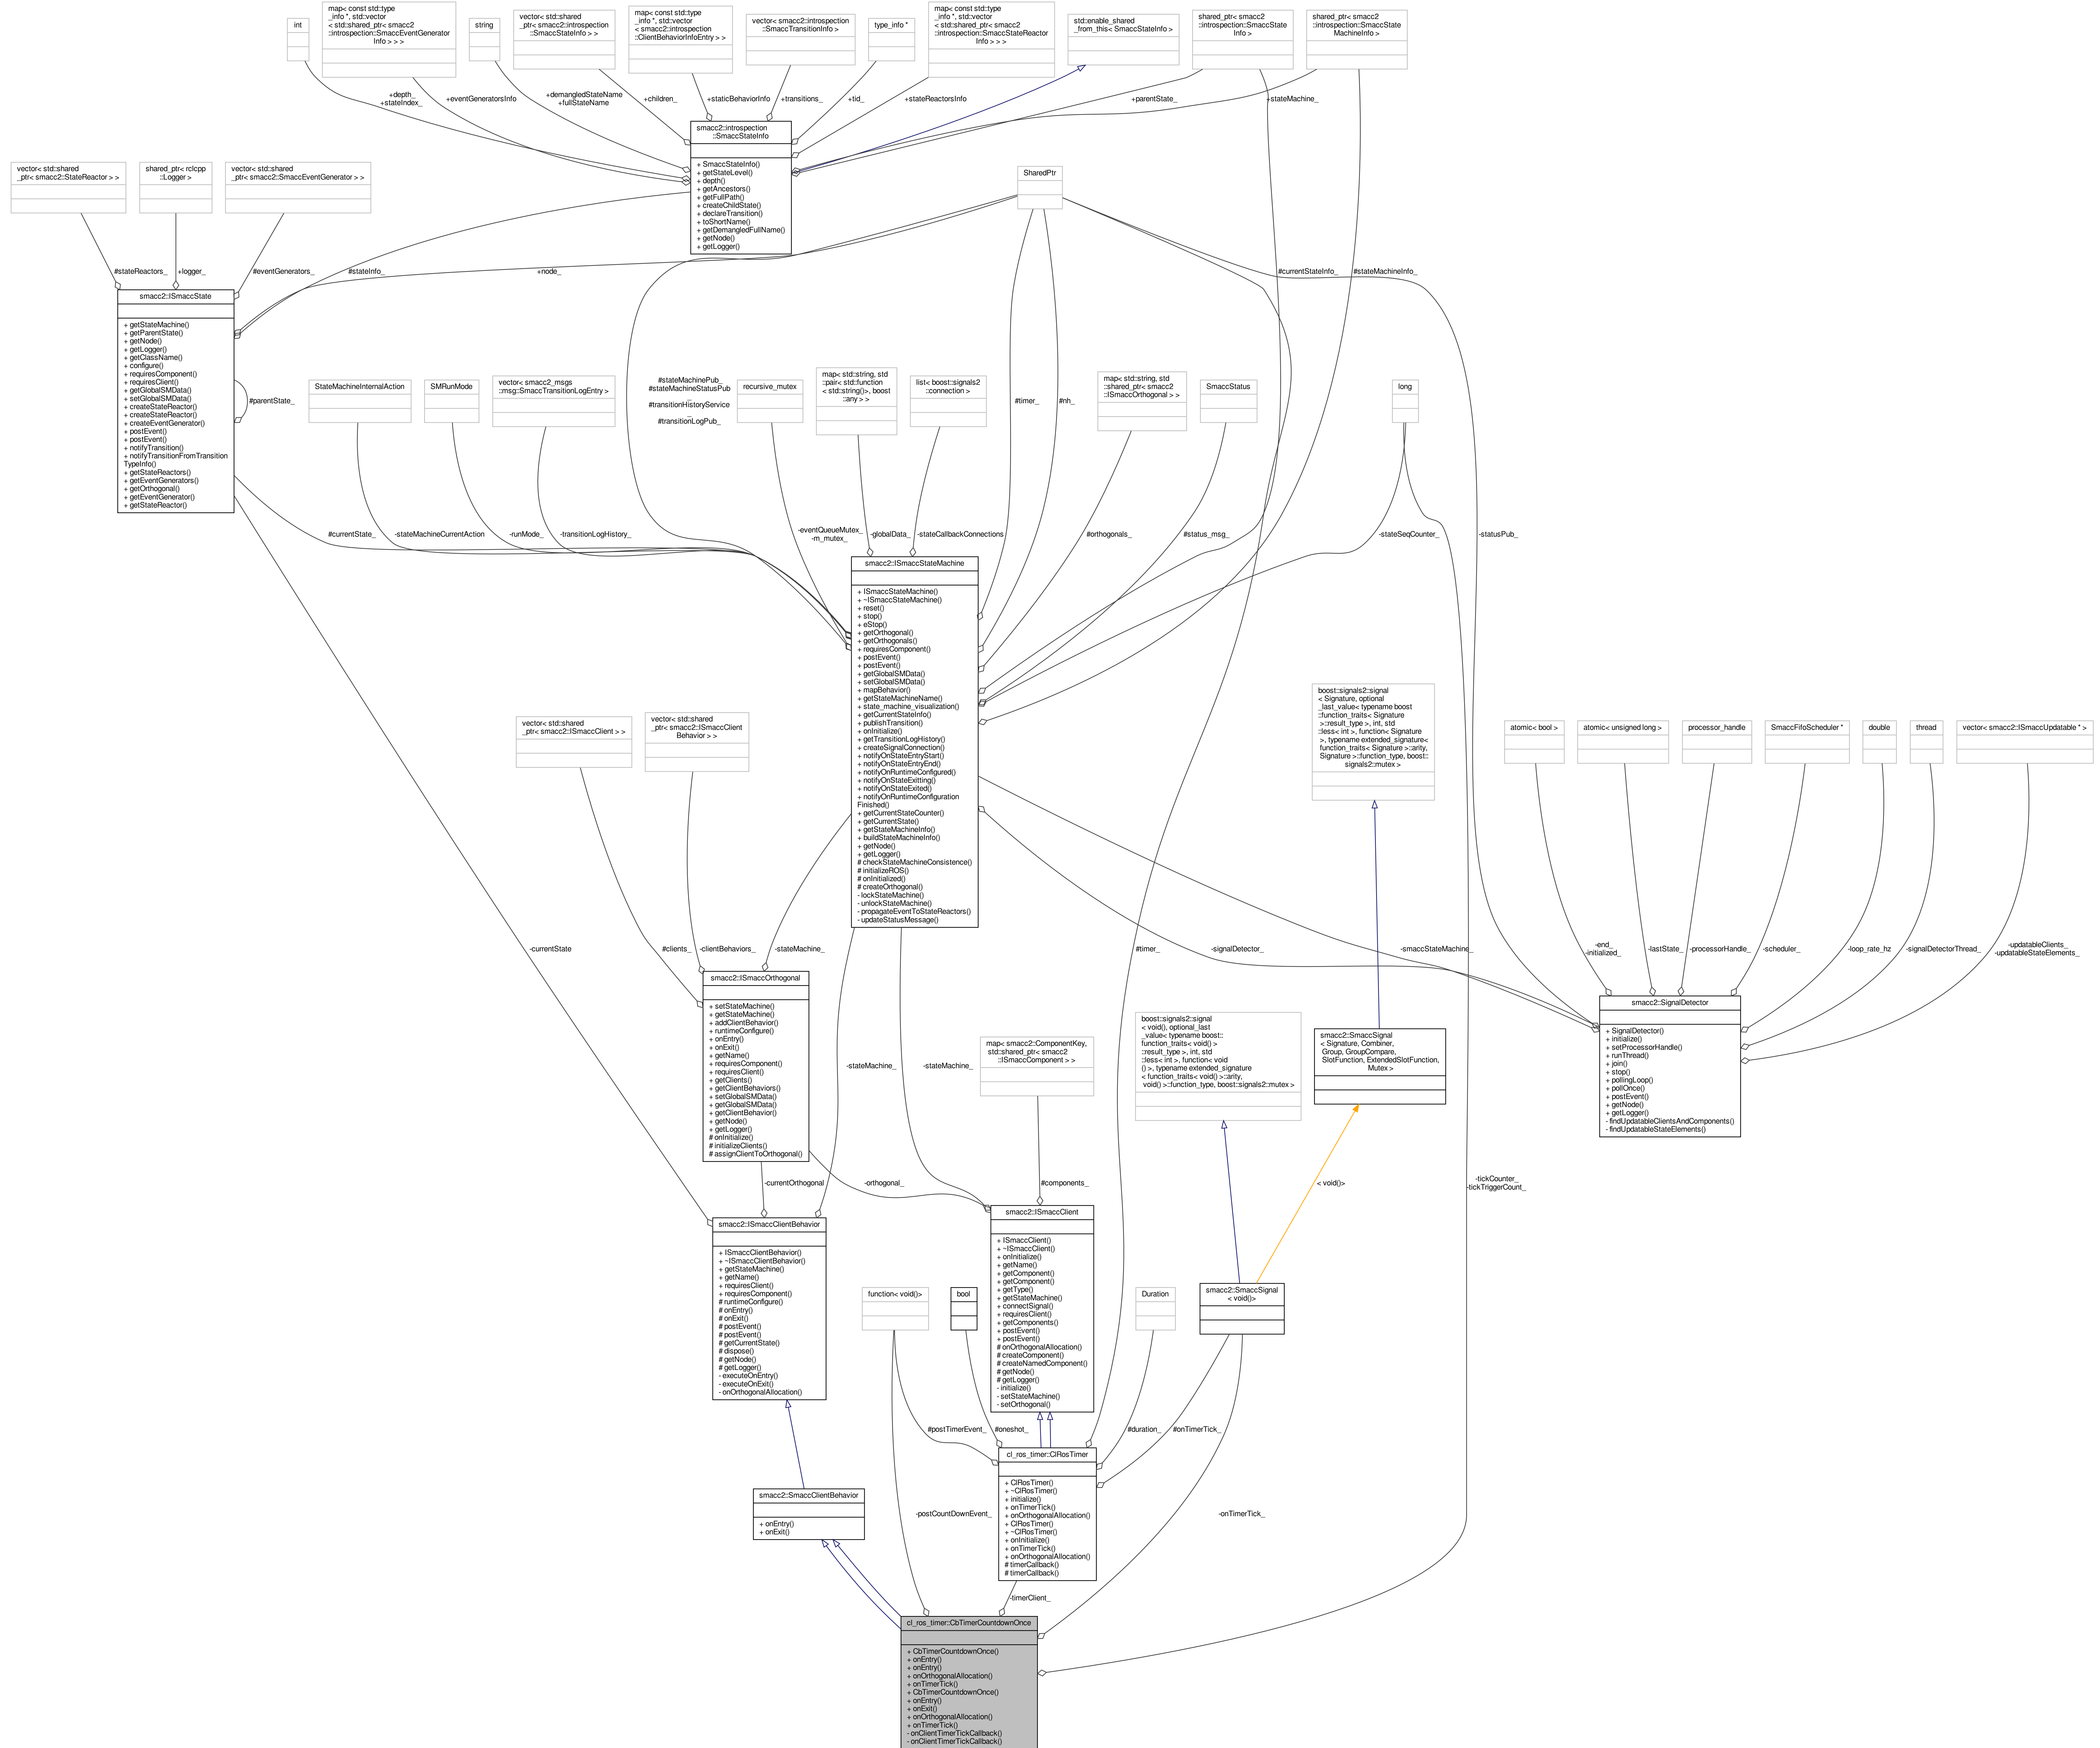 int
map< const std::type
_info *, std::vector
< std::shared_ptr< smacc2
::introspection::SmaccEventGenerator
Info > > >
string
vector< std::shared
_ptr< smacc2::introspection
::SmaccStateInfo > >
map< const std::type
_info *, std::vector
< smacc2::introspection
::ClientBehaviorInfoEntry > >
vector< smacc2::introspection
::SmaccTransitionInfo >
type_info *
map< const std::type
_info *, std::vector
< std::shared_ptr< smacc2
::introspection::SmaccStateReactor
Info > > >
std::enable_shared
_from_this< SmaccStateInfo >
shared_ptr< smacc2
::introspection::SmaccState
Info >
shared_ptr< smacc2
::introspection::SmaccState
MachineInfo >
+depth_
+stateIndex_
+eventGeneratorsInfo
+demangledStateName
+fullStateName
+children_
+staticBehaviorInfo
+transitions_
+tid_
+stateReactorsInfo
+parentState_
+stateMachine_
smacc2::introspection
::SmaccStateInfo
+ SmaccStateInfo()
+ getStateLevel()
+ depth()
+ getAncestors()
+ getFullPath()
+ createChildState()
+ declareTransition()
+ toShortName()
+ getDemangledFullName()
+ getNode()
+ getLogger()
vector< std::shared
_ptr< smacc2::StateReactor > >
shared_ptr< rclcpp
::Logger >
vector< std::shared
_ptr< smacc2::SmaccEventGenerator > >
SharedPtr
#stateReactors_
+logger_
#eventGenerators_
#stateInfo_
+node_
#currentStateInfo_
#stateMachineInfo_
smacc2::ISmaccState
+ getStateMachine()
+ getParentState()
+ getNode()
+ getLogger()
+ getClassName()
+ configure()
+ requiresComponent()
+ requiresClient()
+ getGlobalSMData()
+ setGlobalSMData()
+ createStateReactor()
+ createStateReactor()
+ createEventGenerator()
+ postEvent()
+ postEvent()
+ notifyTransition()
+ notifyTransitionFromTransition
TypeInfo()
+ getStateReactors()
+ getEventGenerators()
+ getOrthogonal()
+ getEventGenerator()
+ getStateReactor()
#parentState_
StateMachineInternalAction
SMRunMode
vector< smacc2_msgs
::msg::SmaccTransitionLogEntry >
#stateMachinePub_
#stateMachineStatusPub
_
#transitionHistoryService
_
#transitionLogPub_
recursive_mutex
map< std::string, std
::pair< std::function
< std::string()>, boost
::any > >
list< boost::signals2
::connection >
#timer_
#nh_
map< std::string, std
::shared_ptr< smacc2
::ISmaccOrthogonal > >
SmaccStatus
long
#currentState_
-stateMachineCurrentAction
-runMode_
-transitionLogHistory_
-eventQueueMutex_
-m_mutex_
-globalData_
-stateCallbackConnections
#orthogonals_
#status_msg_
-stateSeqCounter_
-statusPub_
smacc2::ISmaccStateMachine
+ ISmaccStateMachine()
+ ~ISmaccStateMachine()
+ reset()
+ stop()
+ eStop()
+ getOrthogonal()
+ getOrthogonals()
+ requiresComponent()
+ postEvent()
+ postEvent()
+ getGlobalSMData()
+ setGlobalSMData()
+ mapBehavior()
+ getStateMachineName()
+ state_machine_visualization()
+ getCurrentStateInfo()
+ publishTransition()
+ onInitialize()
+ getTransitionLogHistory()
+ createSignalConnection()
+ notifyOnStateEntryStart()
+ notifyOnStateEntryEnd()
+ notifyOnRuntimeConfigured()
+ notifyOnStateExitting()
+ notifyOnStateExited()
+ notifyOnRuntimeConfiguration
Finished()
+ getCurrentStateCounter()
+ getCurrentState()
+ getStateMachineInfo()
+ buildStateMachineInfo()
+ getNode()
+ getLogger()
# checkStateMachineConsistence()
# initializeROS()
# onInitialized()
# createOrthogonal()
- lockStateMachine()
- unlockStateMachine()
- propagateEventToStateReactors()
- updateStatusMessage()
boost::signals2::signal
< Signature, optional
_last_value< typename boost
::function_traits< Signature
>::result_type >, int, std
::less< int >, function< Signature
>, typename extended_signature<
function_traits< Signature >::arity,
Signature >::function_type, boost::
signals2::mutex >
vector< std::shared
_ptr< smacc2::ISmaccClient > >
vector< std::shared
_ptr< smacc2::ISmaccClient
Behavior > >
atomic< bool >
atomic< unsigned long >
processor_handle
SmaccFifoScheduler *
double
thread
vector< smacc2::ISmaccUpdatable * >
-currentState
#clients_
-clientBehaviors_
-stateMachine_
#timer_
-signalDetector_
-smaccStateMachine_
-end_
-initialized_
-lastState_
-processorHandle_
-scheduler_
-loop_rate_hz
-signalDetectorThread_
-updatableClients_
-updatableStateElements_
smacc2::ISmaccOrthogonal
+ setStateMachine()
+ getStateMachine()
+ addClientBehavior()
+ runtimeConfigure()
+ onEntry()
+ onExit()
+ getName()
+ requiresComponent()
+ requiresClient()
+ getClients()
+ getClientBehaviors()
+ setGlobalSMData()
+ getGlobalSMData()
+ getClientBehavior()
+ getNode()
+ getLogger()
# onInitialize()
# initializeClients()
# assignClientToOrthogonal()
smacc2::SignalDetector
+ SignalDetector()
+ initialize()
+ setProcessorHandle()
+ runThread()
+ join()
+ stop()
+ pollingLoop()
+ pollOnce()
+ postEvent()
+ getNode()
+ getLogger()
- findUpdatableClientsAndComponents()
- findUpdatableStateElements()
-stateMachine_
-stateMachine_
map< smacc2::ComponentKey,
std::shared_ptr< smacc2
::ISmaccComponent > >
boost::signals2::signal
< void(), optional_last
_value< typename boost::
function_traits< void() >
::result_type >, int, std
::less< int >, function< void
() >, typename extended_signature
< function_traits< void() >::arity,
void() >::function_type, boost::signals2::mutex >
smacc2::SmaccSignal
< Signature, Combiner,
Group, GroupCompare,
SlotFunction, ExtendedSlotFunction,
Mutex >
-currentOrthogonal
-orthogonal_
#components_
< void()>
-tickCounter_
-tickTriggerCount_
smacc2::ISmaccClientBehavior
+ ISmaccClientBehavior()
+ ~ISmaccClientBehavior()
+ getStateMachine()
+ getName()
+ requiresClient()
+ requiresComponent()
# runtimeConfigure()
# onEntry()
# onExit()
# postEvent()
# postEvent()
# getCurrentState()
# dispose()
# getNode()
# getLogger()
- executeOnEntry()
- executeOnExit()
- onOrthogonalAllocation()
smacc2::ISmaccClient
+ ISmaccClient()
+ ~ISmaccClient()
+ onInitialize()
+ getName()
+ getComponent()
+ getComponent()
+ getType()
+ getStateMachine()
+ connectSignal()
+ requiresClient()
+ getComponents()
+ postEvent()
+ postEvent()
# onOrthogonalAllocation()
# createComponent()
# createNamedComponent()
# getNode()
# getLogger()
- initialize()
- setStateMachine()
- setOrthogonal()
function< void()>
bool
Duration
smacc2::SmaccSignal
< void()>
#postTimerEvent_
#oneshot_
#duration_
#onTimerTick_
cl_ros_timer::ClRosTimer
+ ClRosTimer()
+ ~ClRosTimer()
+ initialize()
+ onTimerTick()
+ onOrthogonalAllocation()
+ ClRosTimer()
+ ~ClRosTimer()
+ onInitialize()
+ onTimerTick()
+ onOrthogonalAllocation()
# timerCallback()
# timerCallback()
smacc2::SmaccClientBehavior
+ onEntry()
+ onExit()
-postCountDownEvent_
-onTimerTick_
-timerClient_
cl_ros_timer::CbTimerCountdownOnce
+ CbTimerCountdownOnce()
+ onEntry()
+ onEntry()
+ onOrthogonalAllocation()
+ onTimerTick()
+ CbTimerCountdownOnce()
+ onEntry()
+ onExit()
+ onOrthogonalAllocation()
+ onTimerTick()
- onClientTimerTickCallback()
- onClientTimerTickCallback()